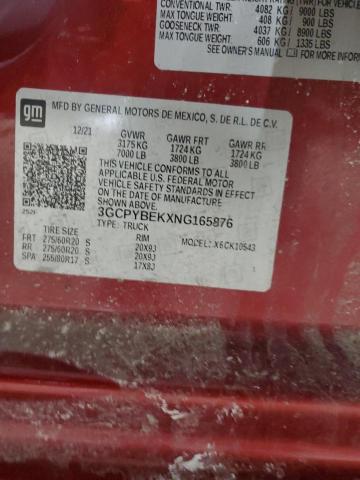 RATING (TWR) FOR VEHICLE
CONVENTIONAL TWR: 4082 KG/ 9000 LBS
MAX TONGUE WEIGHT: 408 KG/ 900 LBS
GOOSENECK TWR: 4037 KG/ 8900 LBS
MAX TONGUE WEIGHT: 606 KG/ 1335 LBS
SEE OWNER'S MANUAL
gm
MFD BY GENERAL MOTORS DE MEXICO, S. DE R.L. DE C.V.
12/21 GVWR GAWR FRT GAWR RR
3175 KG 1724 KG 1724 KG
7000 LB 3800 LB 3800 LB
THIS VEHICLE CONFORMS TO ALL
APPLICABLE U.S. FEDERAL MOTOR
VEHICLE SAFETY STANDARDS IN EFFECT ON THE
DATE OF MANUFACTURE SHOWN ABOVE.
3GCPYBEKXNG165876
TYPE: TRUCK
MODEL: X6CK10543
TIRE SIZE RIM
FRT 275/60R20 S 20X9J
RR 275/60R20 S 20X9J
SPA 255/80R17 S 17X8J